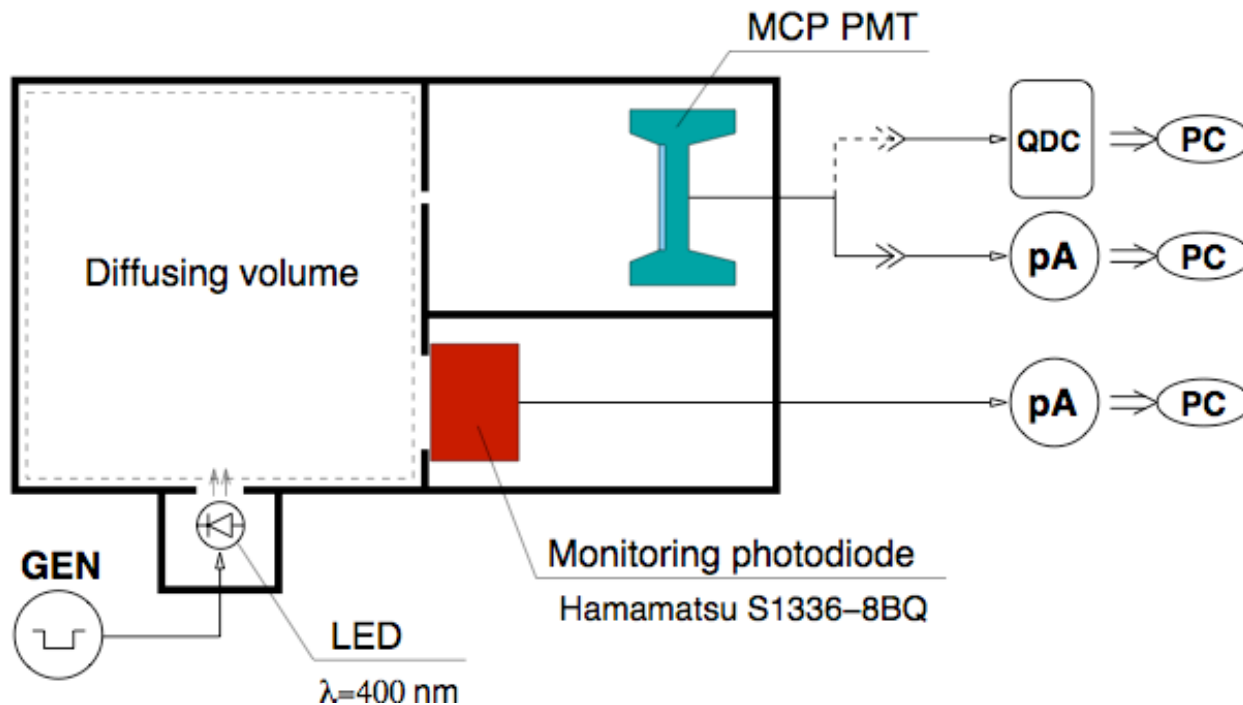 MCP PMT
QDC
PC
Diffusing volume
pA
PC
pA
PC
GEN
Monitoring photodiode
Hamamatsu S1336–8BQ
LED
λ=400 nm